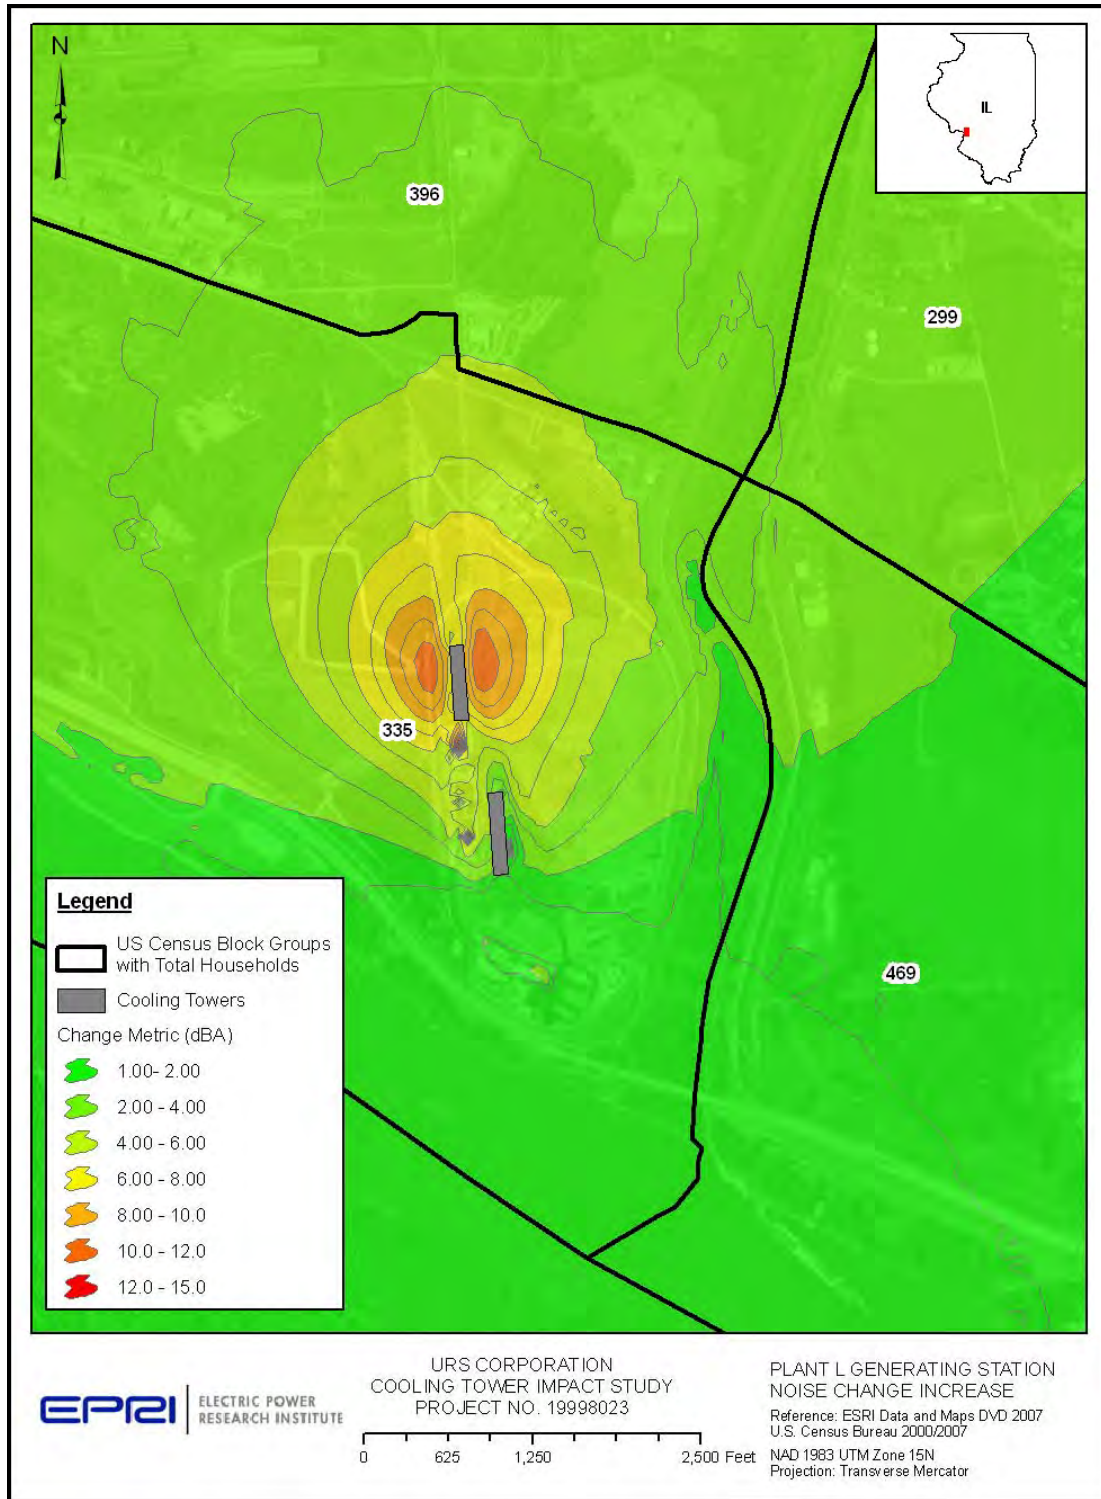 N
IL
396
299
335
469
Legend
US Census Block Groups
with Total Households
Cooling Towers
Change Metric (dBA)
1.00- 2.00
2.00 - 4.00
4.00 - 6.00
6.00 - 8.00
8.00 - 10.0
10.0 - 12.0
12.0 - 15.0
EPRI
ELECTRIC POWER
RESEARCH INSTITUTE
URS CORPORATION
COOLING TOWER IMPACT STUDY
PROJECT NO. 19998023
0 625 1,250 2,500 Feet
PLANT L GENERATING STATION
NOISE CHANGE INCREASE
Reference: ESRI Data and Maps DVD 2007
U.S. Census Bureau 2000/2007
NAD 1983 UTM Zone 15N
Projection: Transverse Mercator